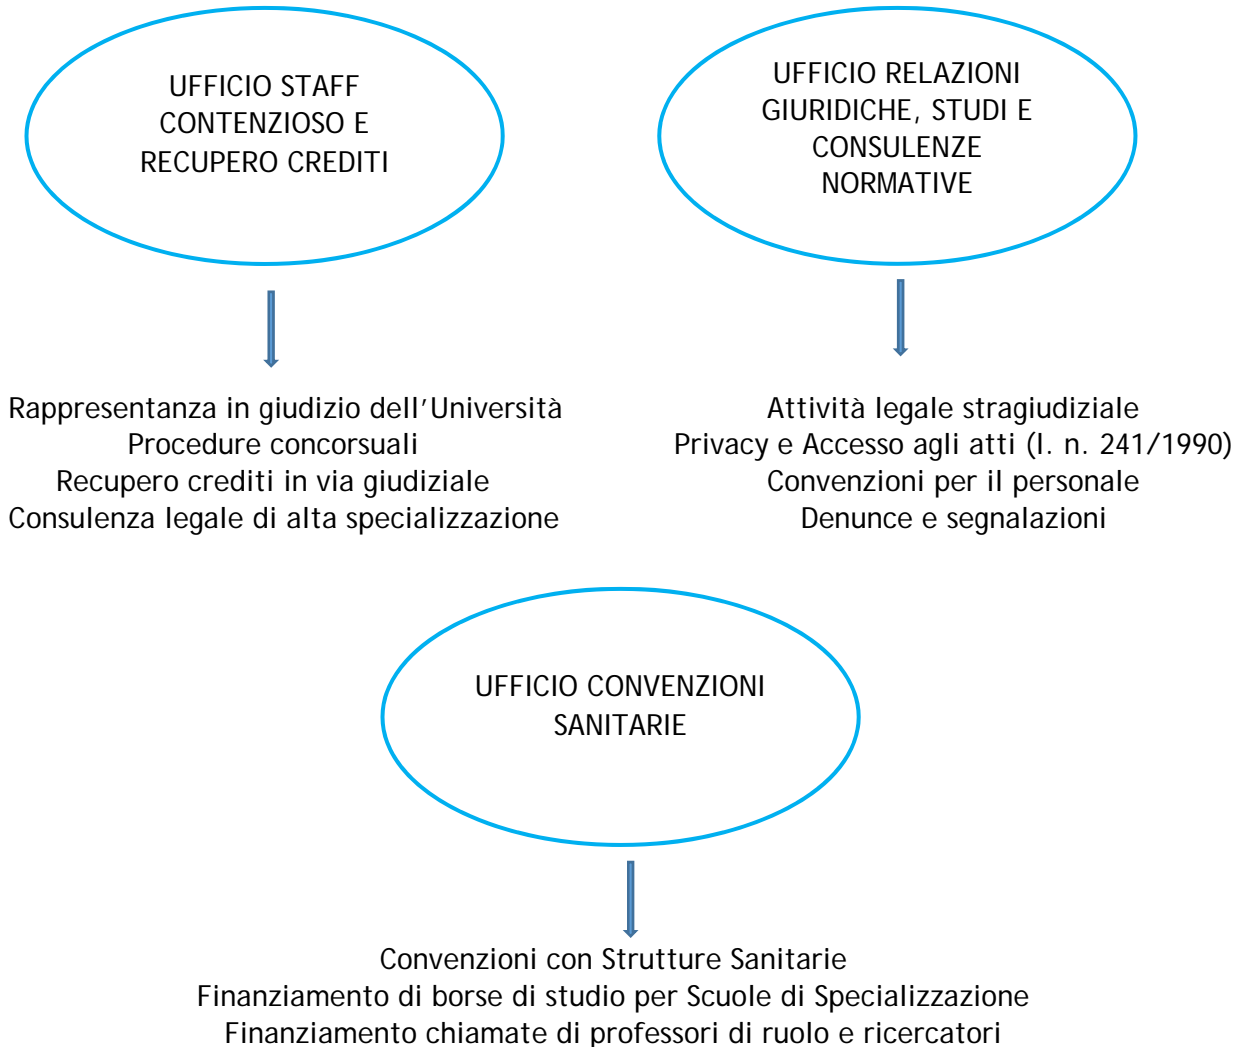 UFFICIO STAFF
CONTENZIOSO E
RECUPERO CREDITI
Rappresentanza in giudizio dell'Università
Procedure concorsuali
Recupero crediti in via giudiziale
Consulenza legale di alta specializzazione
UFFICIO RELAZIONI
GIURIDICHE, STUDI E
CONSULENZE
NORMATIVE
Attività legale stragiudiziale
Privacy e Accesso agli atti (l. n. 241/1990)
Convenzioni per il personale
Denunce e segnalazioni
UFFICIO CONVENZIONI
SANITARIE
Convenzioni con Strutture Sanitarie
Finanziamento di borse di studio per Scuole di Specializzazione
Finanziamento chiamate di professori di ruolo e ricercatori